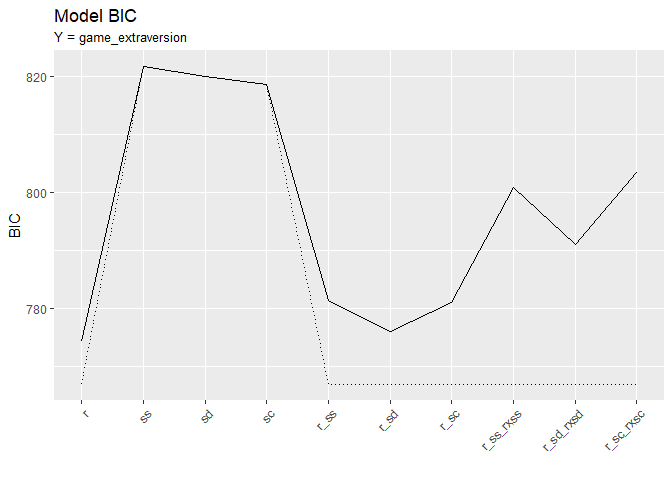 Model BIC
Y = game_extraversion
820
800
780
BIC
r
ss
sd
sc
r_ss
r_sd
r_sc
r_ss_rxss
r_sd_rxsd
r_sc_rxsc